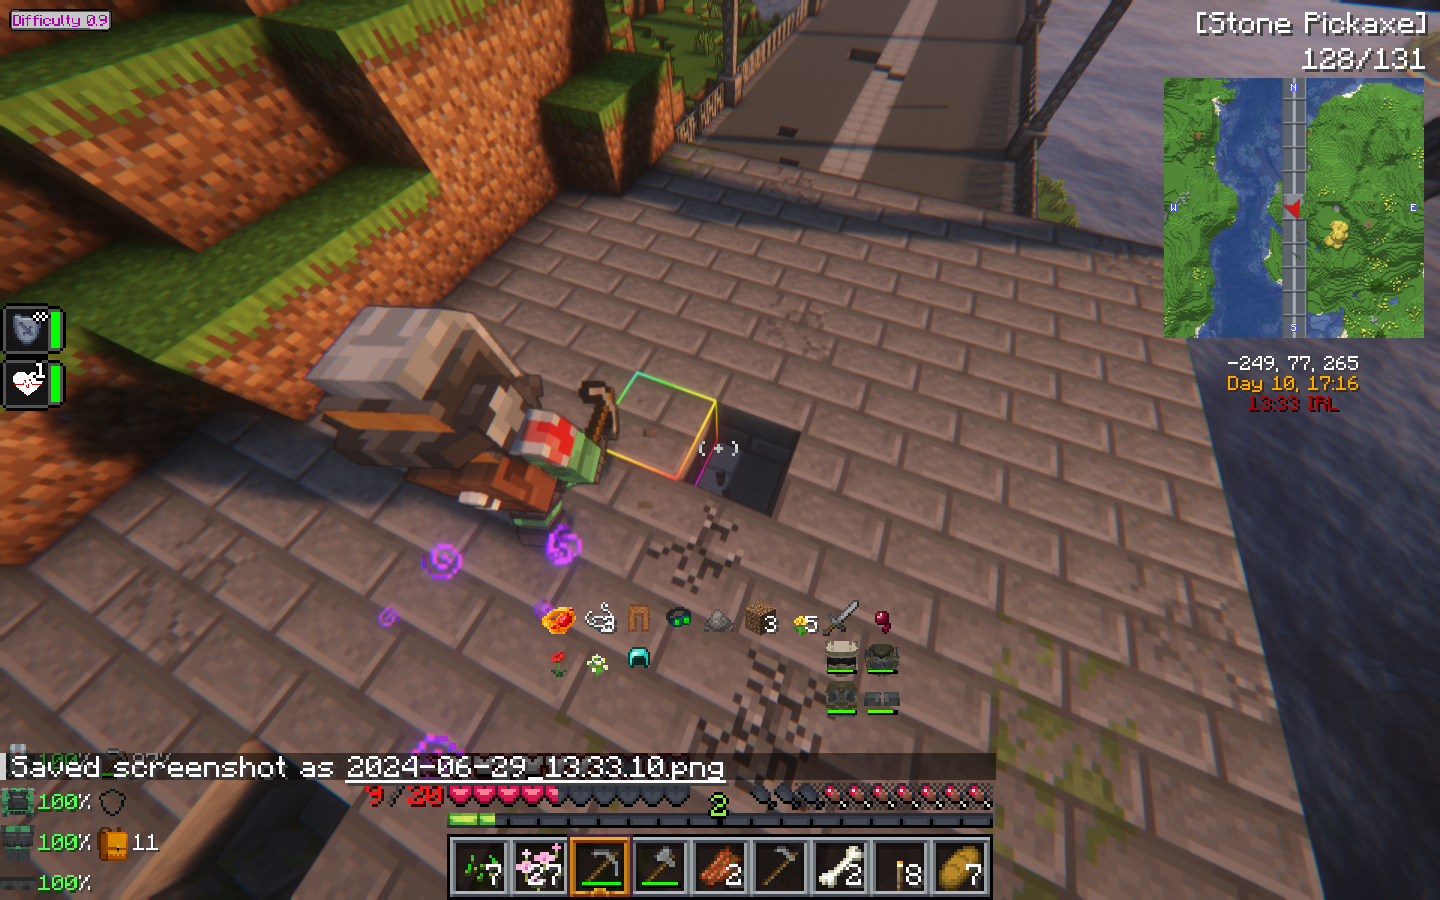 Difficulty 0.9
[Stone Pickaxe]
128/131
N
W
E
S
-249, 77, 265
Day 10, 17:16
13:33 IRL
1
3
5
Saved screenshot as 2024-06-29_13.33.10.png
100%
9/20
2
100%
11
100%
7
27
2
2
8
7